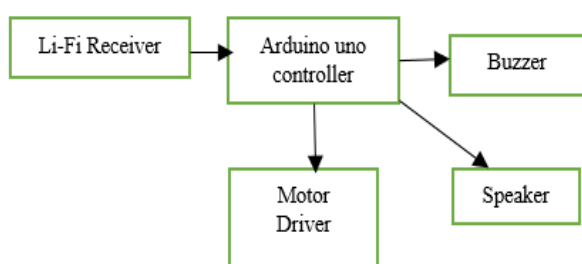 Li-Fi Receiver
Arduino uno
controller
Buzzer
Motor
Driver
Speaker